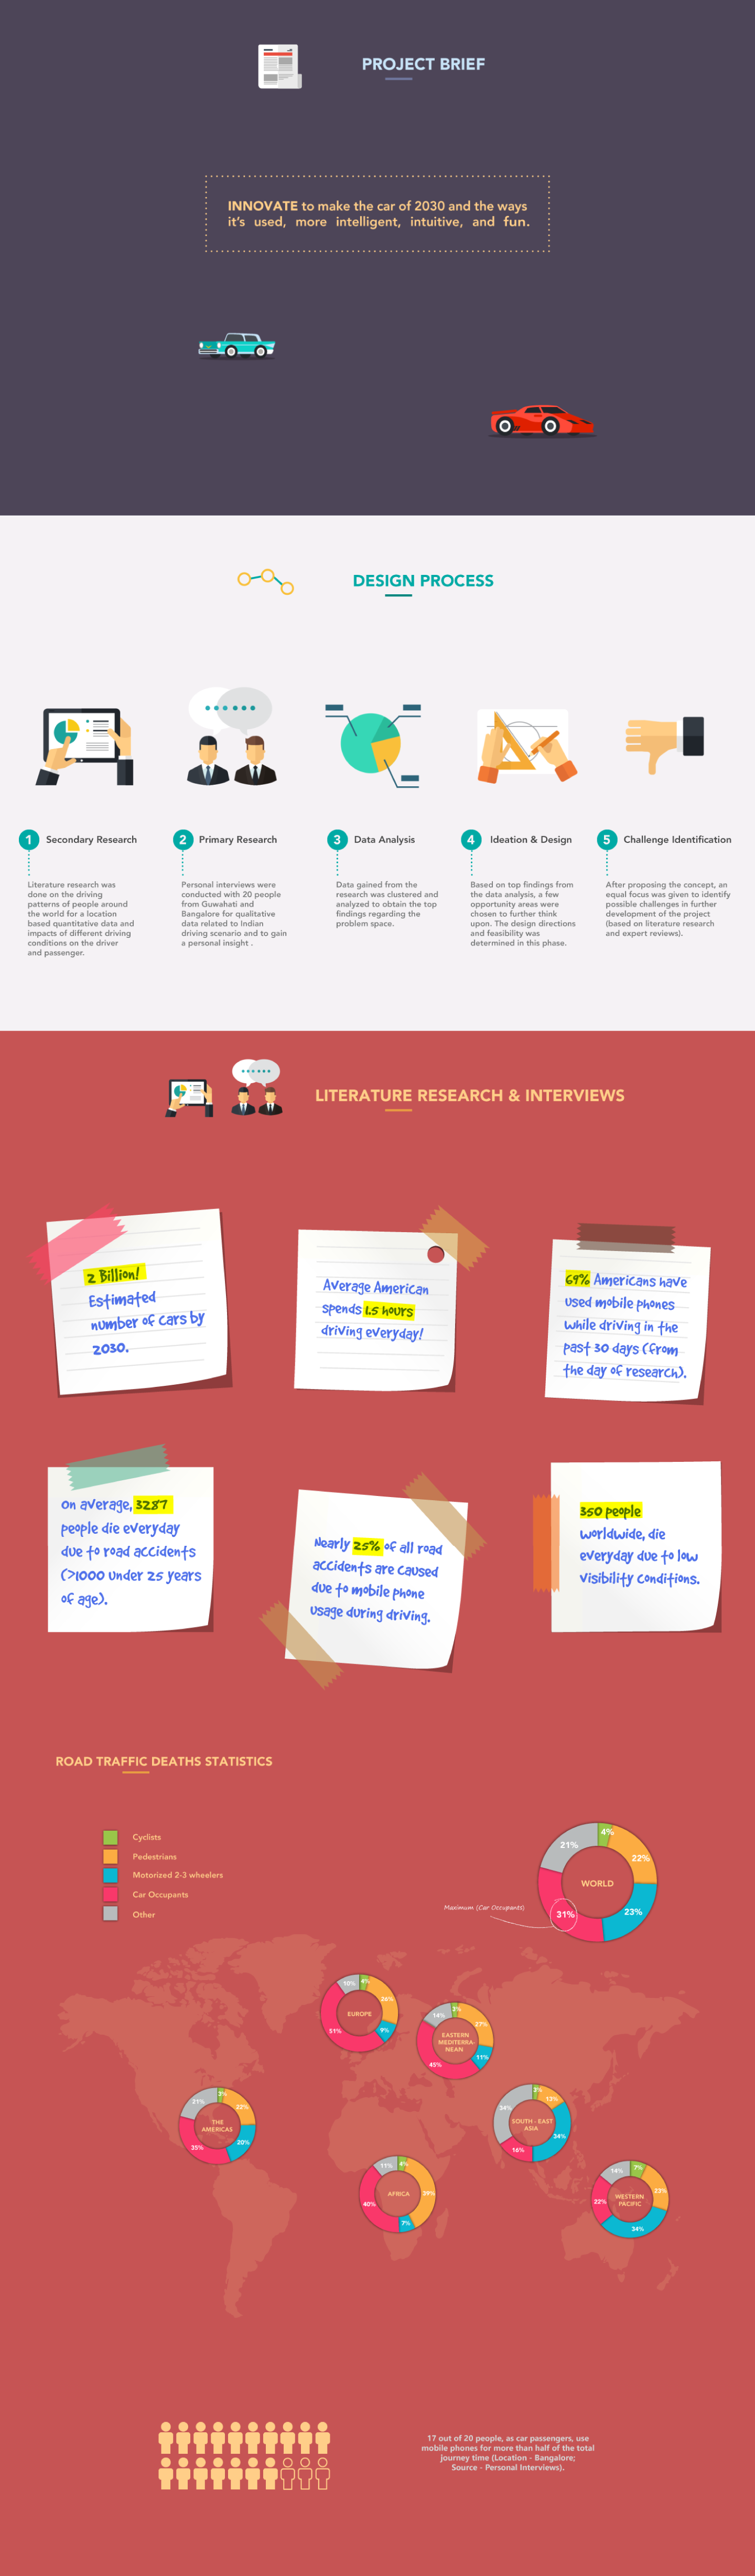 PROJECT BRIEF
INNOVATE to make the car of 2030 and the ways
it's used, more intelligent, intuitive, and fun.
DESIGN PROCESS
1 Secondary Research
Literature research was
done on the driving
patterns of people around
the world for a location
based quantitative data and
impacts of different driving
conditions on the driver
and passenger.
2 Primary Research
Personal interviews were
conducted with 20 people
from Guwahati and
Bangalore for qualitative
data related to Indian
driving scenario and to gain
a personal insight .
3 Data Analysis
Data gained from the
research was clustered and
analyzed to obtain the top
findings regarding the
problem space.
4 Ideation & Design
Based on top findings from
the data analysis, a few
opportunity areas were
chosen to further think
upon. The design directions
and feasibility was
determined in this phase.
5 Challenge Identification
After proposing the concept, an
equal focus was given to identify
possible challenges in further
development of the project
(based on literature research
and expert reviews).
LITERATURE RESEARCH & INTERVIEWS
2 Billion!
Estimated
number of cars by
2030.
Average American
spends 1.5 hours
driving everyday!
69% Americans have
used mobile phones
while driving in the
past 30 days (from
the day of research).
On average, 3287
people die everyday
due to road accidents
(>1000 under 25 years
of age).
Nearly 25% of all road
accidents are caused
due to mobile phone
usage during driving.
350 people
worldwide, die
everyday due to low
visibility conditions.
ROAD TRAFFIC DEATHS STATISTICS
Cyclists
Pedestrians
Motorized 2-3 wheelers
Car Occupants
Other
4%
21%
22%
WORLD
Maximum (Car Occupants)
31%
23%
10%
4%
26%
EUROPE
51%
9%
14%
3%
27%
EASTERN
MEDITERRA-
NEAN
11%
45%
21%
3%
22%
THE
AMERICAS
20%
35%
34%
12%
SOUTH - EAST
ASIA
34%
16%
11%
4%
39%
AFRICA
40%
7%
14%
7%
23%
WESTERN
PACIFIC
22%
34%
17 out of 20 people, as car passengers, use
mobile phones for more than half of the total
journey time (Location - Bangalore;
Source - Personal Interviews).